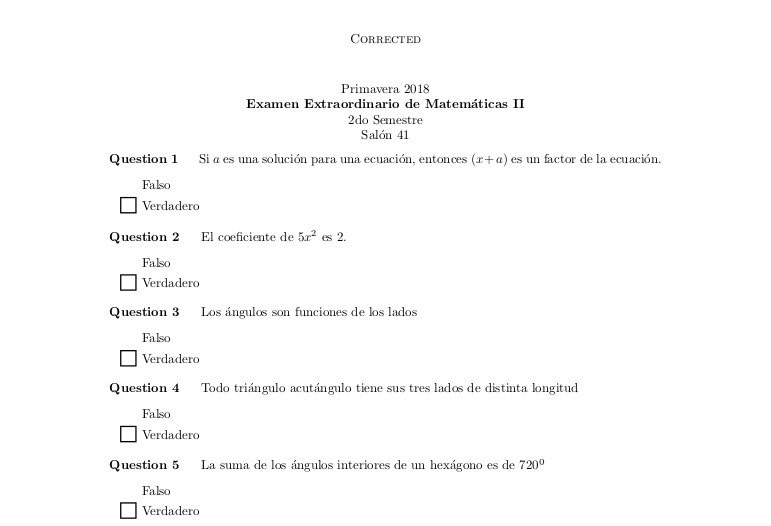 Corrected
Primavera 2018
Examen Extraordinario de Matemáticas II
2do Semestre
Salón 41
Question 1 Si a es una solución para una ecuación, entonces (x+a) es un factor de la ecuación.
Falso
Verdadero
Question 2 El coeficiente de 5x² es 2.
Falso
Verdadero
Question 3 Los ángulos son funciones de los lados
Falso
Verdadero
Question 4 Todo triángulo acutángulo tiene sus tres lados de distinta longitud
Falso
Verdadero
Question 5 La suma de los ángulos interiores de un hexágono es de 720⁰
Falso
Verdadero